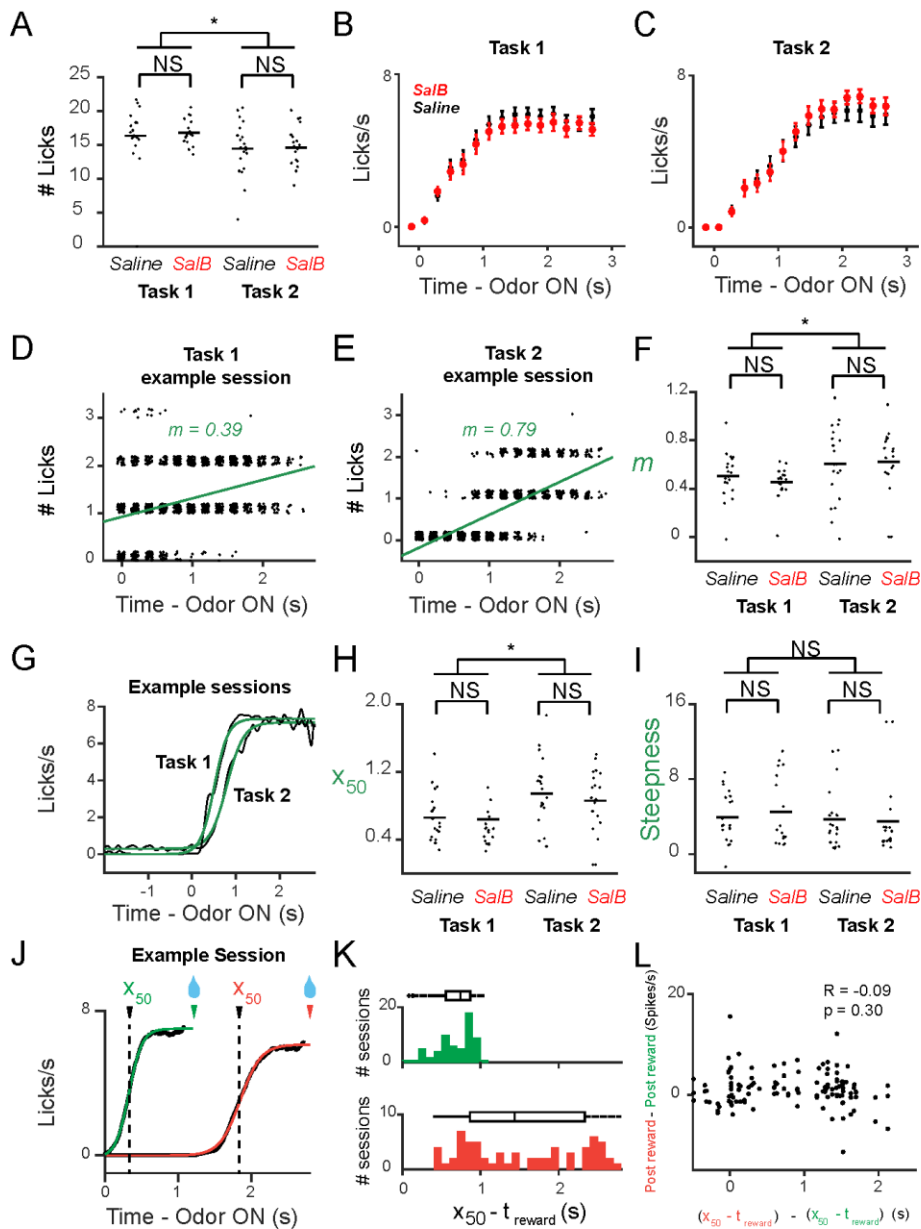 A
*
NS
NS
25
20
15
10
5
0
# Licks
Saline SalB Saline SalB
Task 1 Task 2
B
Task 1
SalB
Saline
8
0
Licks/s
0 1 2 3
Time - Odor ON (s)
C
Task 2
8
0
Licks/s
0 1 2 3
Time - Odor ON (s)
D
Task 1
example session
m = 0.39
3
2
1
0
# Licks
0 2
Time - Odor ON (s)
E
Task 2
example session
m = 0.79
3
2
1
0
# Licks
0 2
Time - Odor ON (s)
F
*
NS
NS
1.2
0.8
0.4
0
m
Saline SalB Saline SalB
Task 1 Task 2
G
Example sessions
8
6
4
2
0
Licks/s
Task 1
Task 2
-1 0 1 2
Time - Odor ON (s)
H
*
NS
NS
2.0
1.2
0.4
x50
Saline SalB Saline SalB
Task 1 Task 2
I
NS
NS
NS
16
8
0
Steepness
Saline SalB Saline SalB
Task 1 Task 2
J
Example Session
x50 x50
8
0
Licks/s
0 1 2
Time - Odor ON (s)
K
20
0
# sessions
10
0
# sessions
0 2
x50 - treward (s)
L
R = -0.09
p = 0.30
20
0
Post reward - Post reward (Spikes/s)
0 1 2
(x50 - treward) - (x50 - treward) (s)